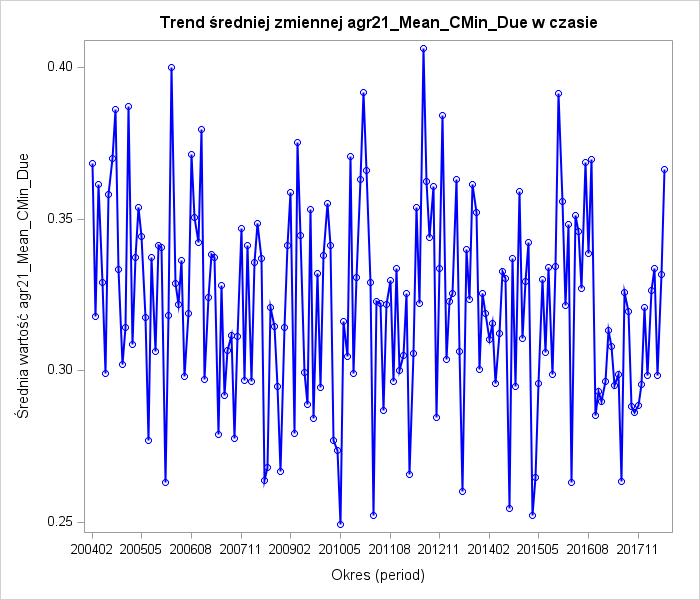 Trend średniej zmiennej agr21_Mean_CMin_Due w czasie
Średnia wartość agr21_Mean_CMin_Due
0.40
0.35
0.30
0.25
200402 200505 200608 200711 200902 201005 201108 201211 201402 201505 201608 201711
Okres (period)